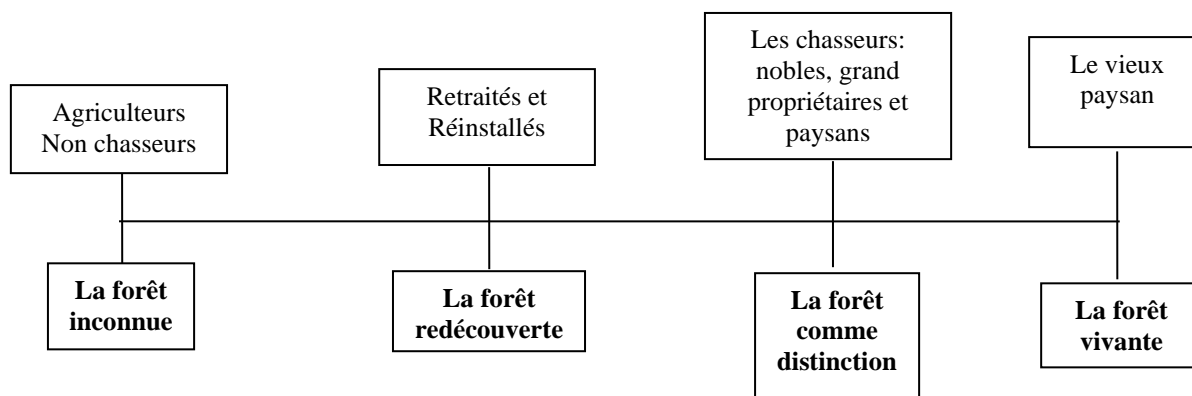 Agriculteurs
Non chasseurs
Retraités et
Réinstallés
Les chasseurs:
nobles, grand
propriétaires et
paysans
Le vieux
paysan
La forêt
inconnue
La forêt
redécouverte
La forêt
comme
distinction
La forêt
vivante